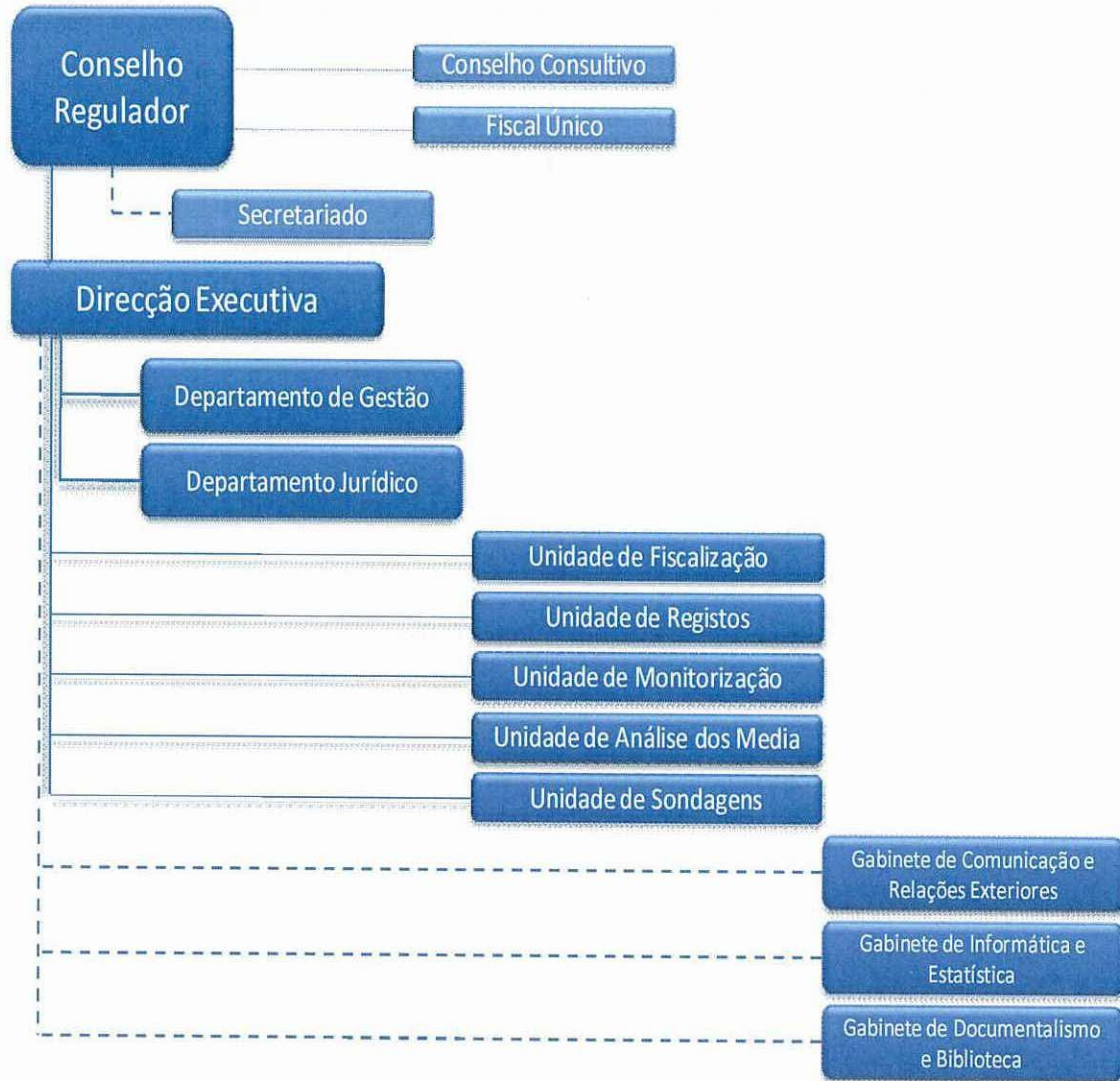 Conselho
Regulador
Conselho Consultivo
Fiscal Único
Secretariado
Direcção Executiva
Departamento de Gestão
Departamento Jurídico
Unidade de Fiscalização
Unidade de Registos
Unidade de Monitorização
Unidade de Análise dos Media
Unidade de Sondagens
Gabinete de Comunicação e
Relações Exteriores
Gabinete de Informática e
Estatística
Gabinete de Documentalismo
e Biblioteca